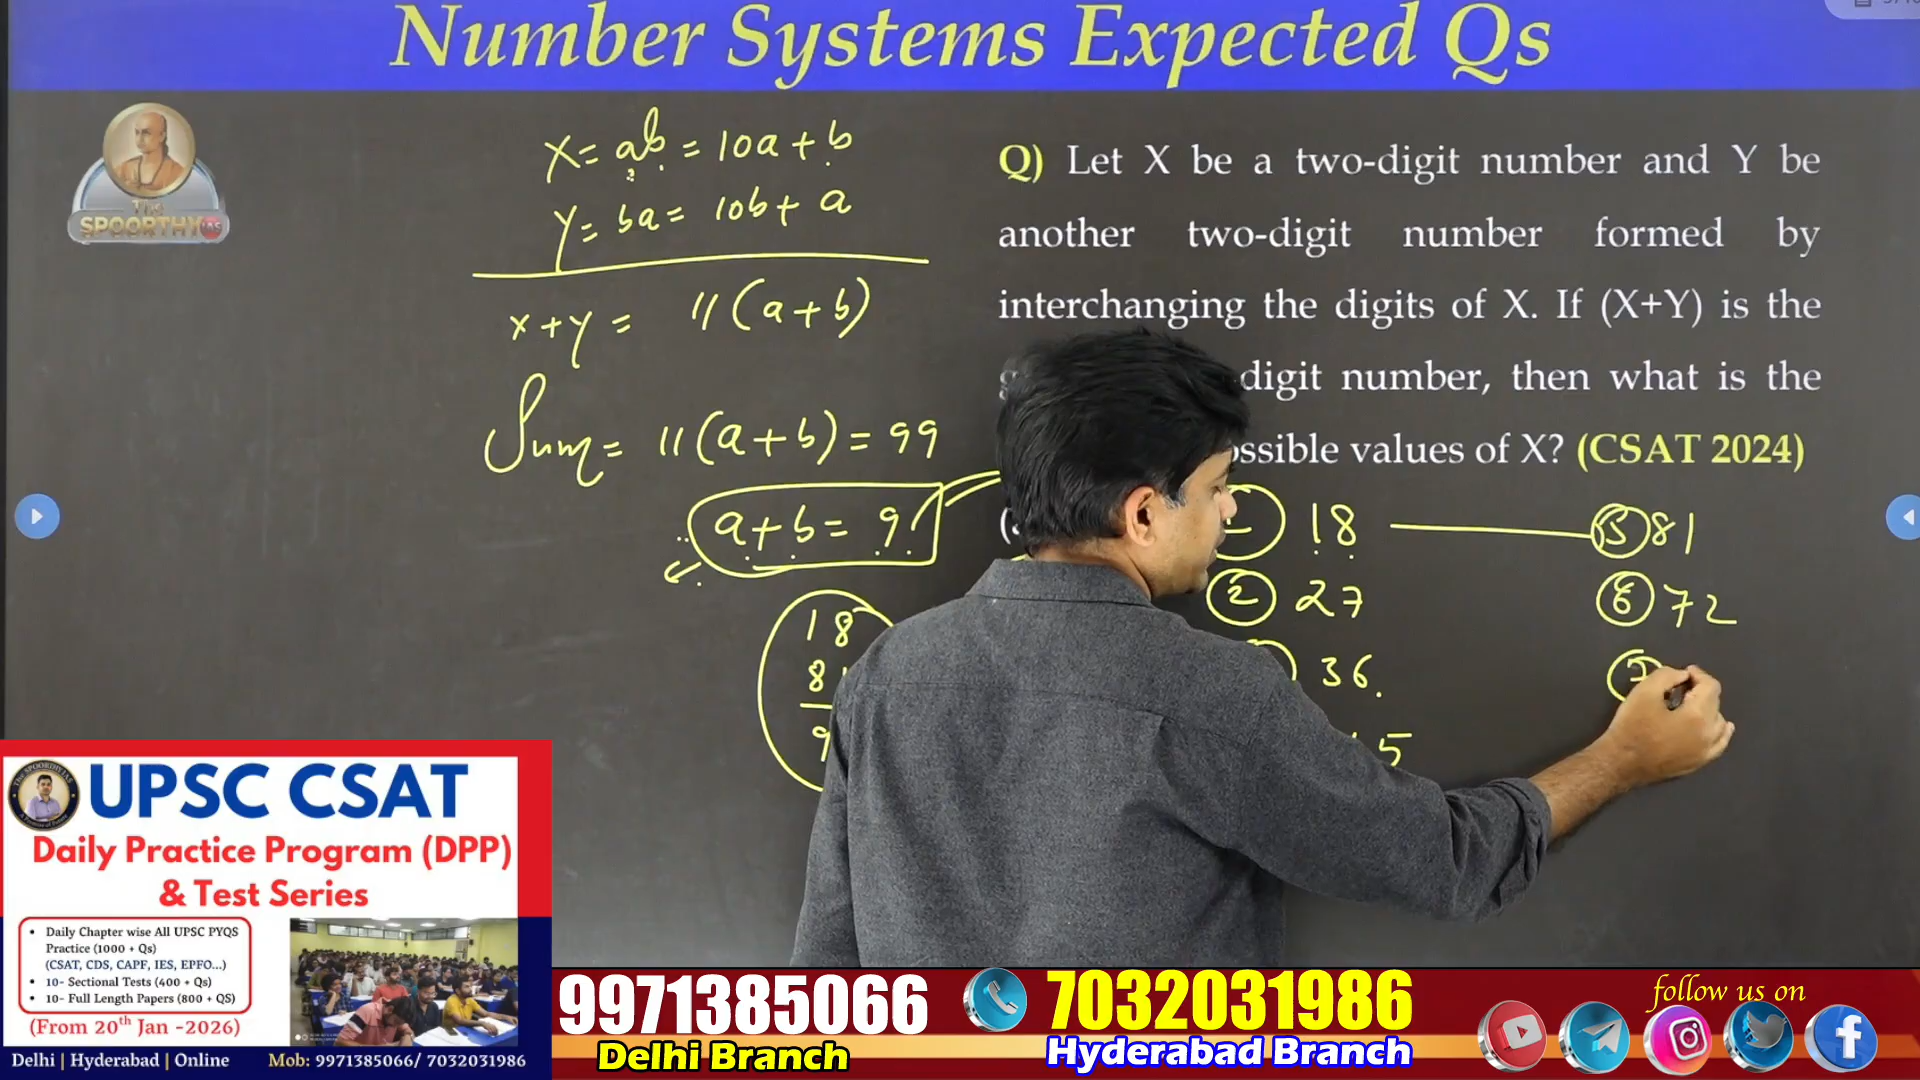 Number Systems Expected Qs
The
SPOORTHY IAS
X = ab = 10a + b
Y = ba = 10b + a
x + y = 11 (a + b)
Sum = 11 (a + b) = 99
a + b = 9
18
8
9
Q) Let X be a two-digit number and Y be
another two-digit number formed by
interchanging the digits of X. If (X+Y) is the
digit number, then what is the
values of X? (CSAT 2024)
18 5 81
2 27 6 72
36 7
5
UPSC CSAT
Daily Practice Program (DPP)
& Test Series
• Daily Chapter wise All UPSC PYQS
Practice (1000 + Qs)
(CSAT, CDS, CAPF, IES, EPFO...)
• 10- Sectional Tests (400 + Qs)
• 10- Full Length Papers (800 + QS)
(From 20th Jan -2026)
Delhi | Hyderabad | Online Mob: 9971385066/ 7032031986
9971385066
Delhi Branch
7032031986
Hyderabad Branch
follow us on